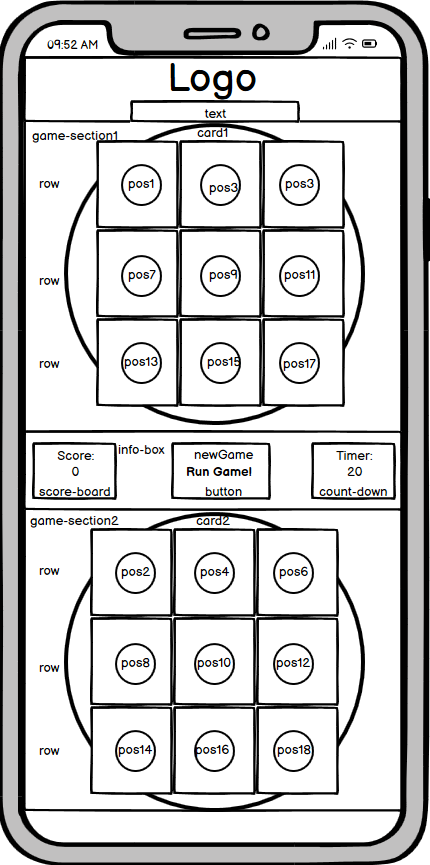 09:52 AM
Logo
text
game-section1
card1
row
pos1
pos3
pos3
row
pos7
pos9
pos11
row
pos13
pos15
pos17
Score:
0
score-board
info-box
newGame
Run Game!
button
Timer:
20
count-down
game-section2
card2
row
pos2
pos4
pos6
row
pos8
pos10
pos12
row
pos14
pos16
pos18